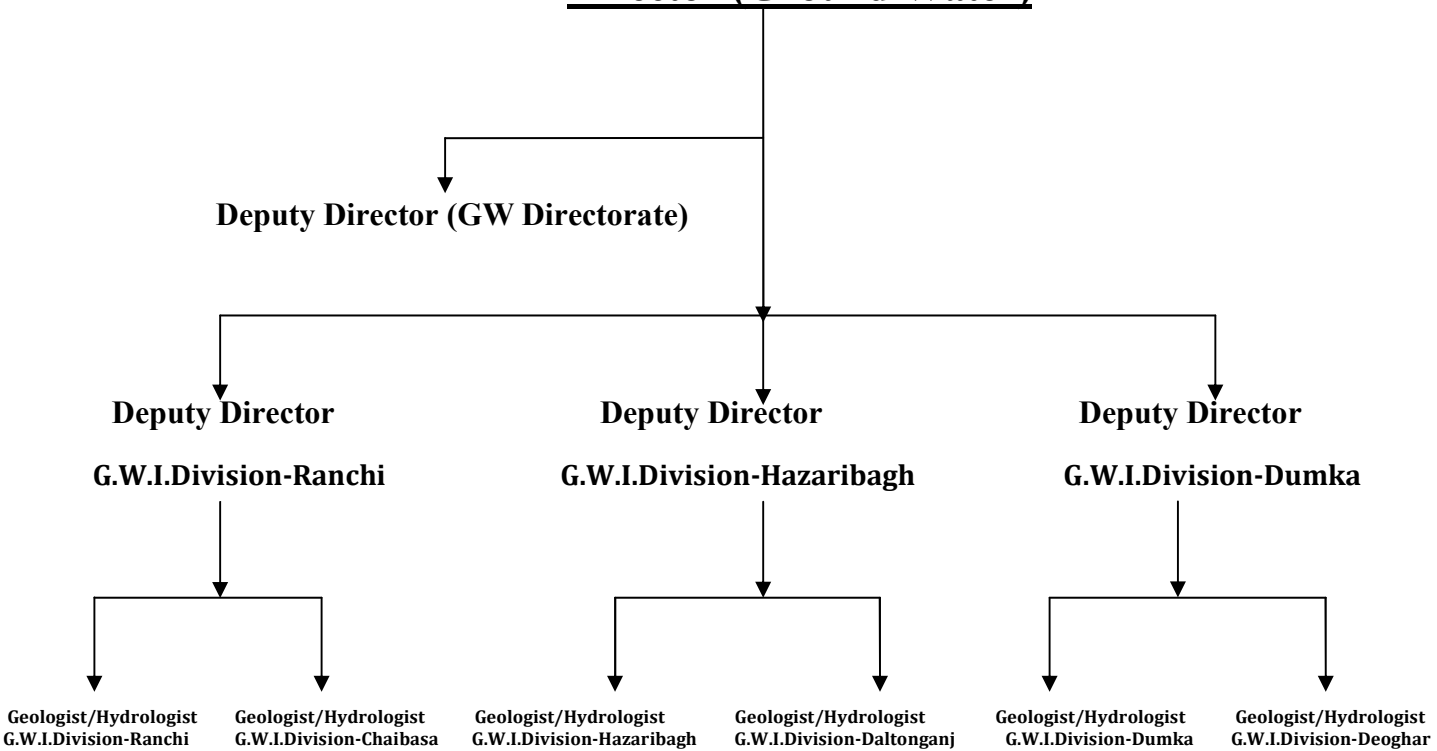 Deputy Director (GW Directorate)
Deputy Director Deputy Director Deputy Director
G.W.I.Division-Ranchi G.W.I.Division-Hazaribagh G.W.I.Division-Dumka
Geologist/Hydrologist Geologist/Hydrologist Geologist/Hydrologist Geologist/Hydrologist Geologist/Hydrologist Geologist/Hydrologist
G.W.I.Division-Ranchi G.W.I.Division-Chaibasa G.W.I.Division-Hazaribagh G.W.I.Division-Daltonganj G.W.I.Division-Dumka G.W.I.Division-Deoghar